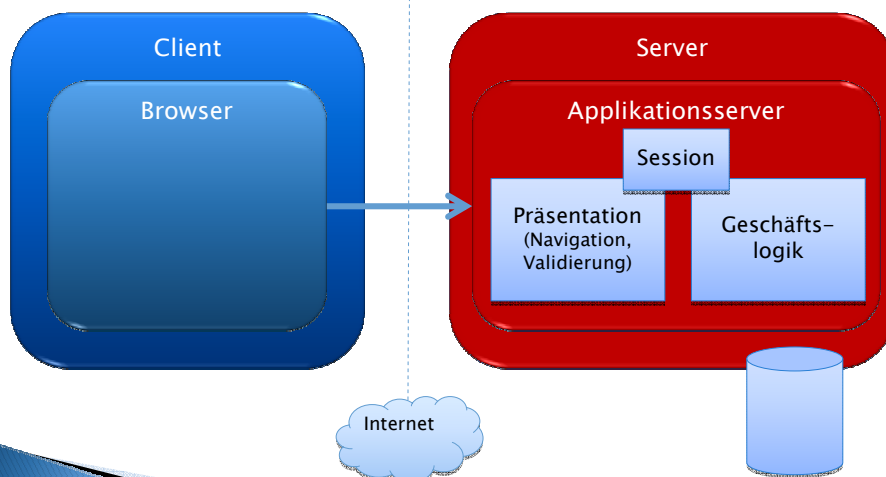 Client
Server
Browser
Applikationsserver
Session
Präsentation
(Navigation,
Validierung)
Geschäfts-
logik
Internet